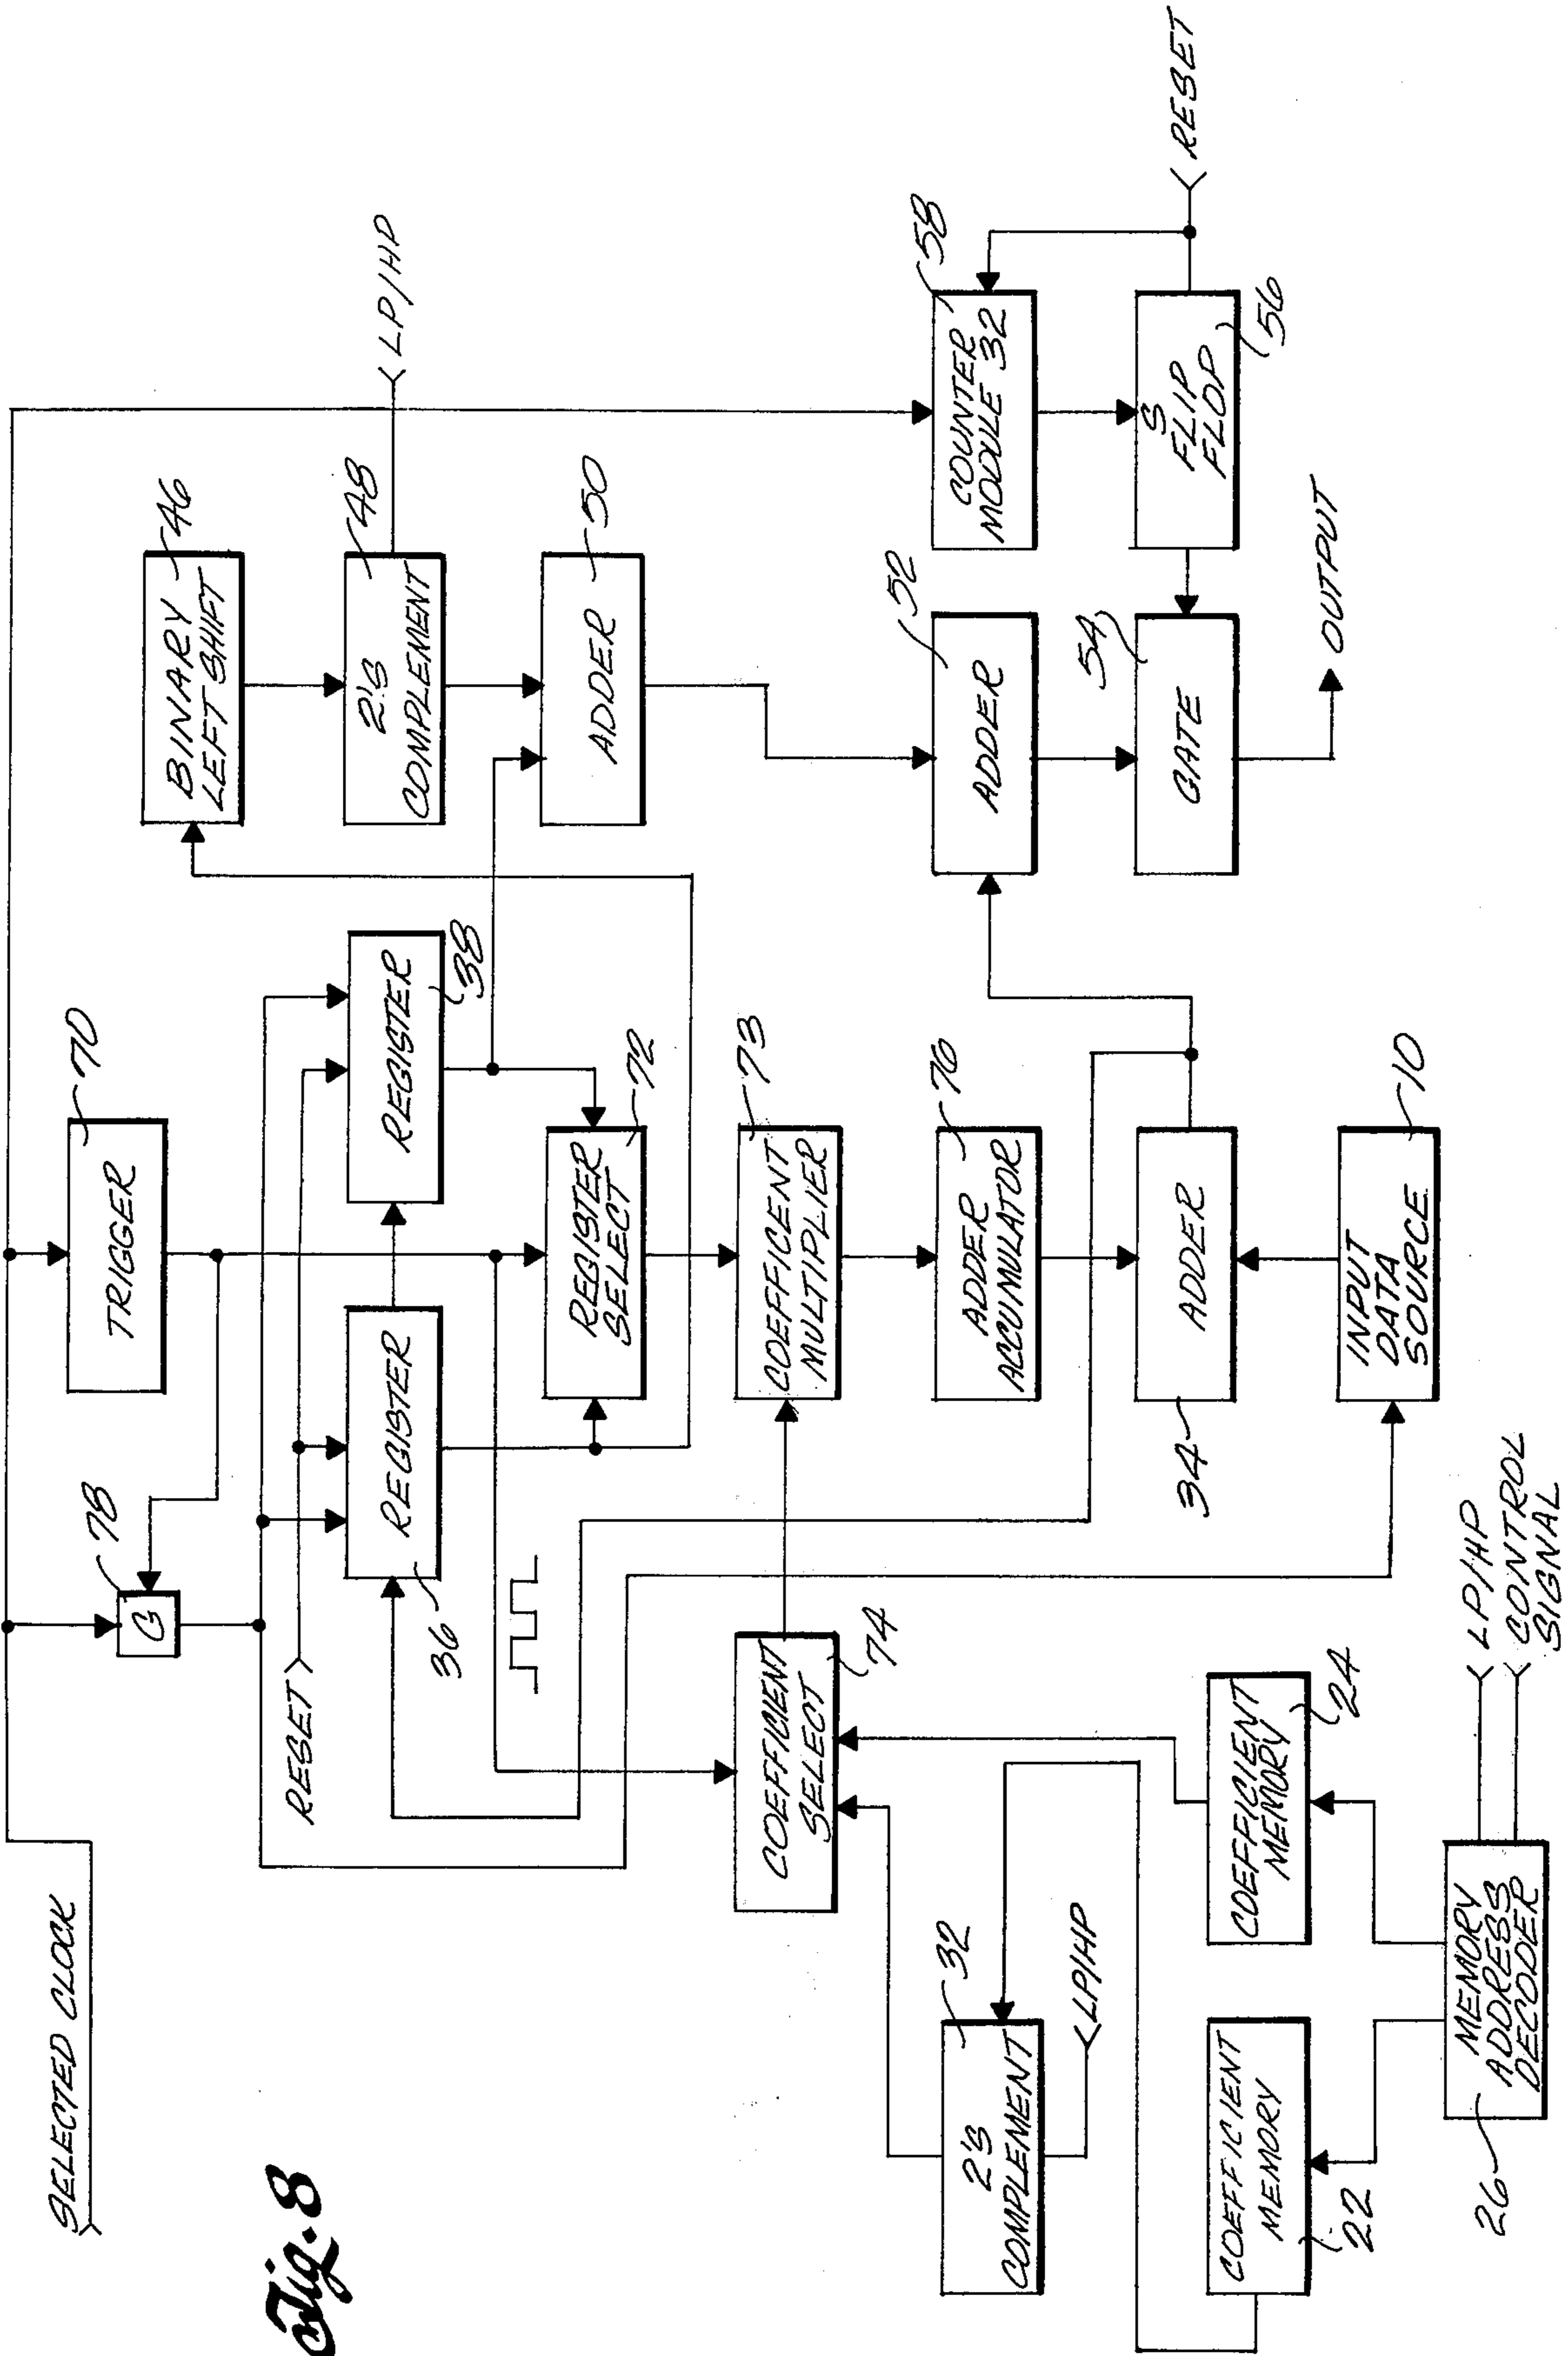 SELECTED CLOCK
Fig. 8
78
G
TRIGGER
70
RESET
REGISTER
36
REGISTER
38
BINARY
LEFT SHIFT
46
2'S
COMPLEMENT
48
LP/HP
REGISTER
SELECT
72
ADDER
50
COEFFICIENT
SELECT
74
COEFFICENT
MULTIPLIER
73
2'S
COMPLEMENT
32
LP/HP
ADDER
ACCUMULATOR
76
ADDER
52
COUNTER
MODULE 32
58
COEFFICIENT
MEMORY
22
COEFFICIENT
MEMORY
24
ADDER
34
GATE
54
S
FLIP
FLOP
56
RESET
OUTPUT
MEMORY
ADDRESS
DECODER
26
LP/HP
CONTROL
SIGNAL
INPUT
DATA
SOURCE
10